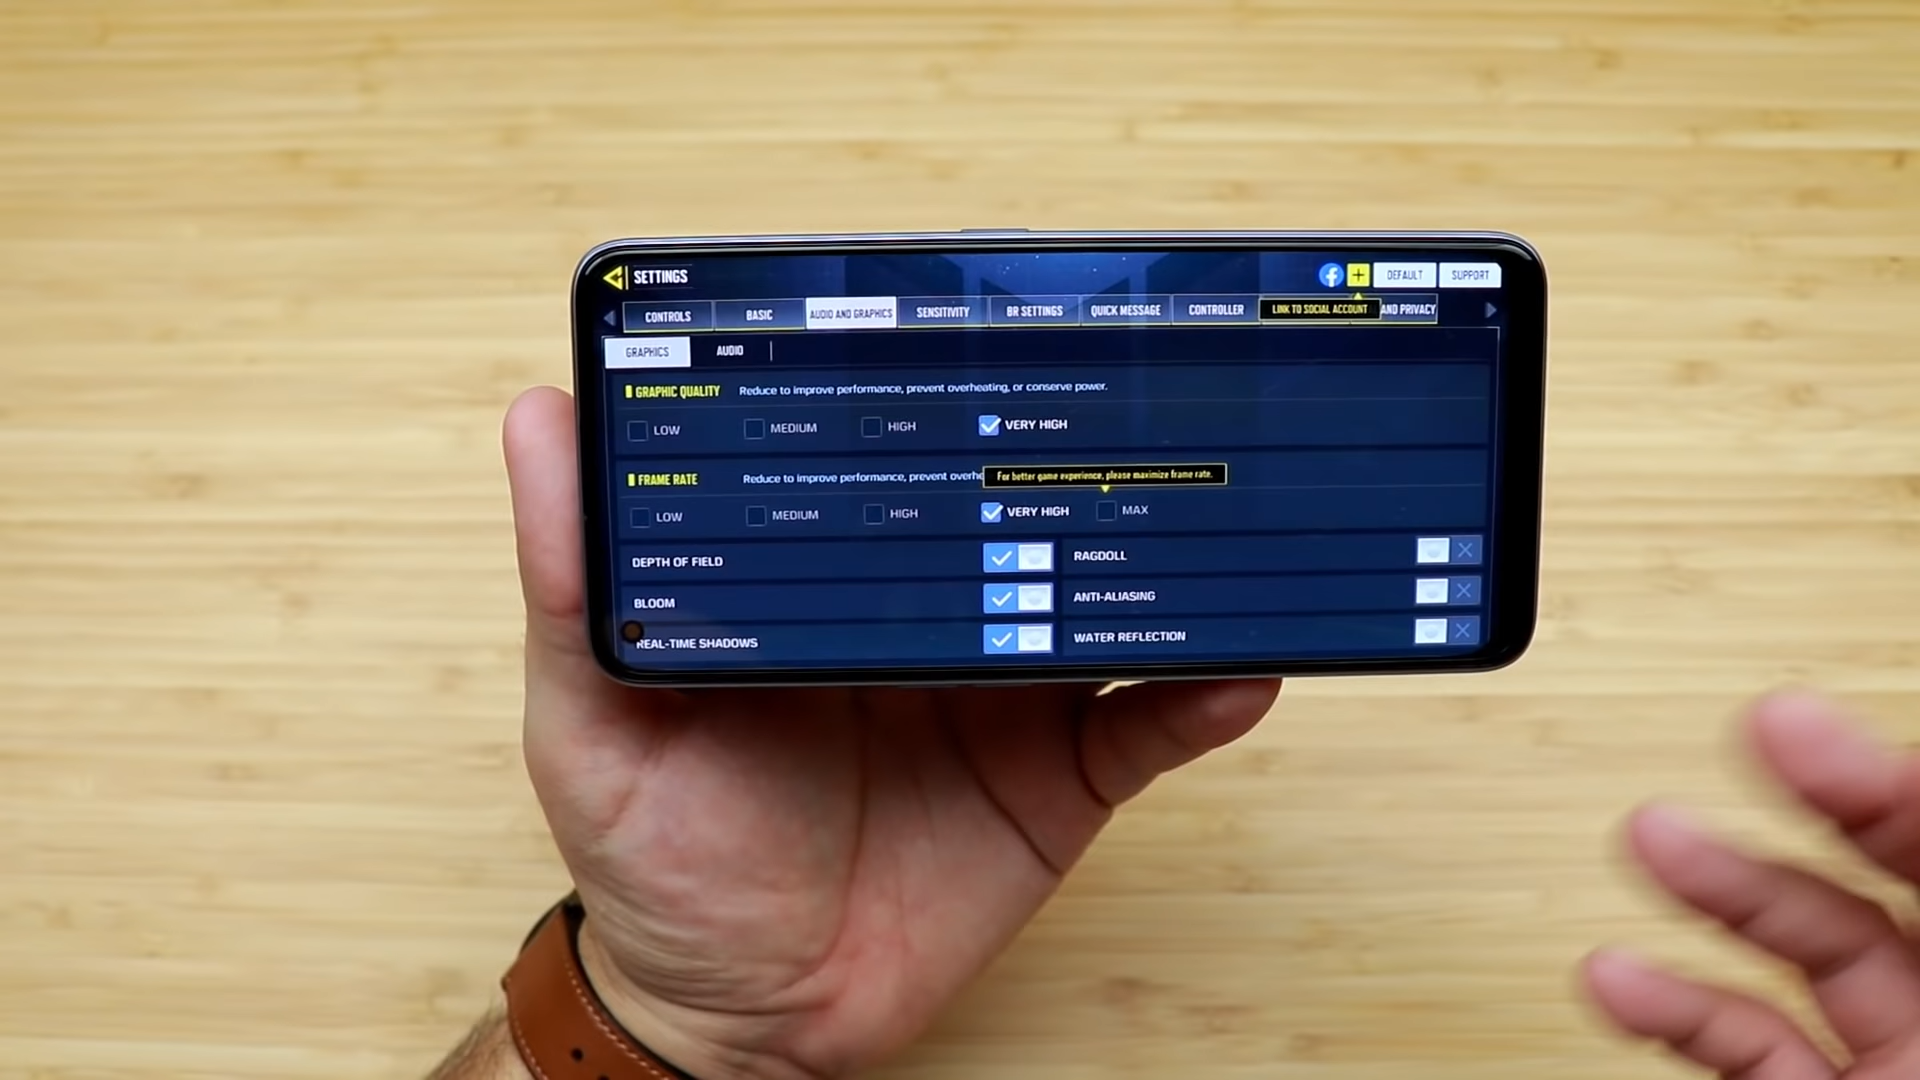 SETTINGS
DEFAULT
SUPPORT
CONTROLS
BASIC
AUDIO AND GRAPHICS
SENSITIVITY
BR SETTINGS
QUICK MESSAGE
CONTROLLER
LINK TO SOCIAL ACCOUNT
AND PRIVACY
GRAPHICS
AUDIO
GRAPHIC QUALITY
Reduce to improve performance, prevent overheating, or conserve power.
LOW
MEDIUM
HIGH
VERY HIGH
FRAME RATE
Reduce to improve performance, prevent overhe
For better game experience, please maximize frame rate.
LOW
MEDIUM
HIGH
VERY HIGH
MAX
DEPTH OF FIELD
RAGDOLL
BLOOM
ANTI-ALIASING
REAL-TIME SHADOWS
WATER REFLECTION